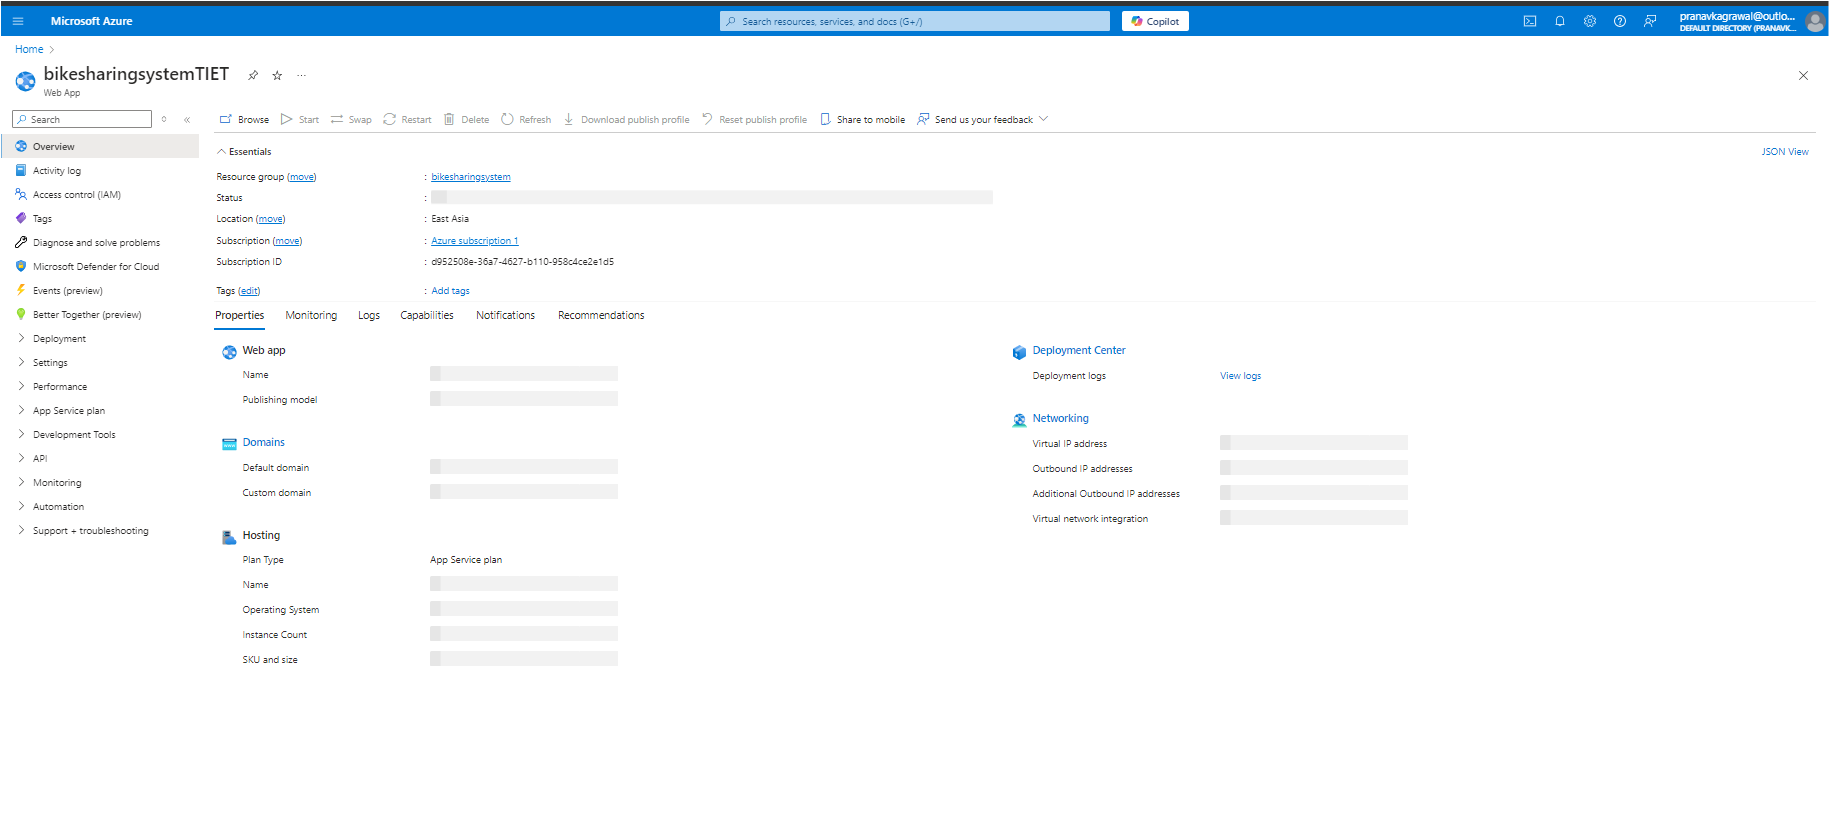 Microsoft Azure
Search resources, services, and docs (G+/)
Copilot
pranavkagrawal@outlo...
DEFAULT DIRECTORY (PRANAVK...
Home
bikesharingsystemTIET
Web App
Search
Browse Start Swap Restart Delete Refresh Download publish profile Reset publish profile Share to mobile Send us your feedback
Overview
Activity log
Access control (IAM)
Tags
Diagnose and solve problems
Microsoft Defender for Cloud
Events (preview)
Better Together (preview)
Deployment
Settings
Performance
App Service plan
Development Tools
API
Monitoring
Automation
Support + troubleshooting
Essentials
JSON View
Resource group (move) : bikesharingsystem
Status :
Location (move) : East Asia
Subscription (move) : Azure subscription 1
Subscription ID : d952508e-36a7-4627-b110-958c4ce2e1d5
Tags (edit) : Add tags
Properties Monitoring Logs Capabilities Notifications Recommendations
Web app
Name
Publishing model
Domains
Default domain
Custom domain
Hosting
Plan Type App Service plan
Name
Operating System
Instance Count
SKU and size
Deployment Center
Deployment logs View logs
Networking
Virtual IP address
Outbound IP addresses
Additional Outbound IP addresses
Virtual network integration